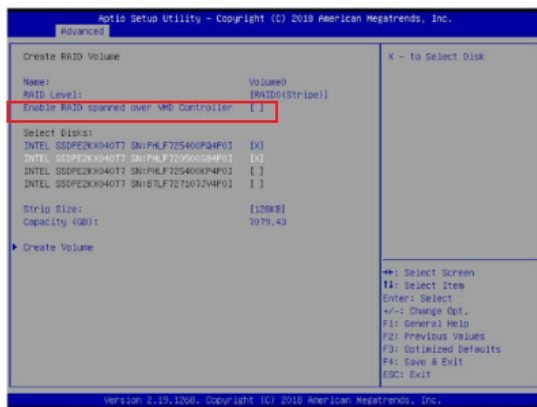 Aptio Setup Utility - Copyright (C) 2018 American Megatrends, Inc.
Advanced
Create RAID Volume
Name: Volume0
RAID Level: [RAID0(Stripe)]
Enable RAID spanned over VMD Controller [ ]
Select Disks:
INTEL SSDPE2KX040T7 SN:PHLF725400PQ4P0I [X]
INTEL SSDPE2KX040T7 SN:PHLF720500S84P0I [X]
INTEL SSDPE2KX040T7 SN:PHLF725400KP4P0I [ ]
INTEL SSDPE2KX040T7 SN:BTLF727107JV4P0I [ ]
Strip Size: [128KB]
Capacity (GB): 7079.43
Create Volume
X - to Select Disk
: Select Screen
↑↓: Select Item
Enter: Select
+/-: Change Opt.
F1: General Help
F2: Previous Values
F3: Optimized Defaults
F4: Save & Exit
ESC: Exit
Version 2.19.1268. Copyright (C) 2018 American Megatrends, Inc.